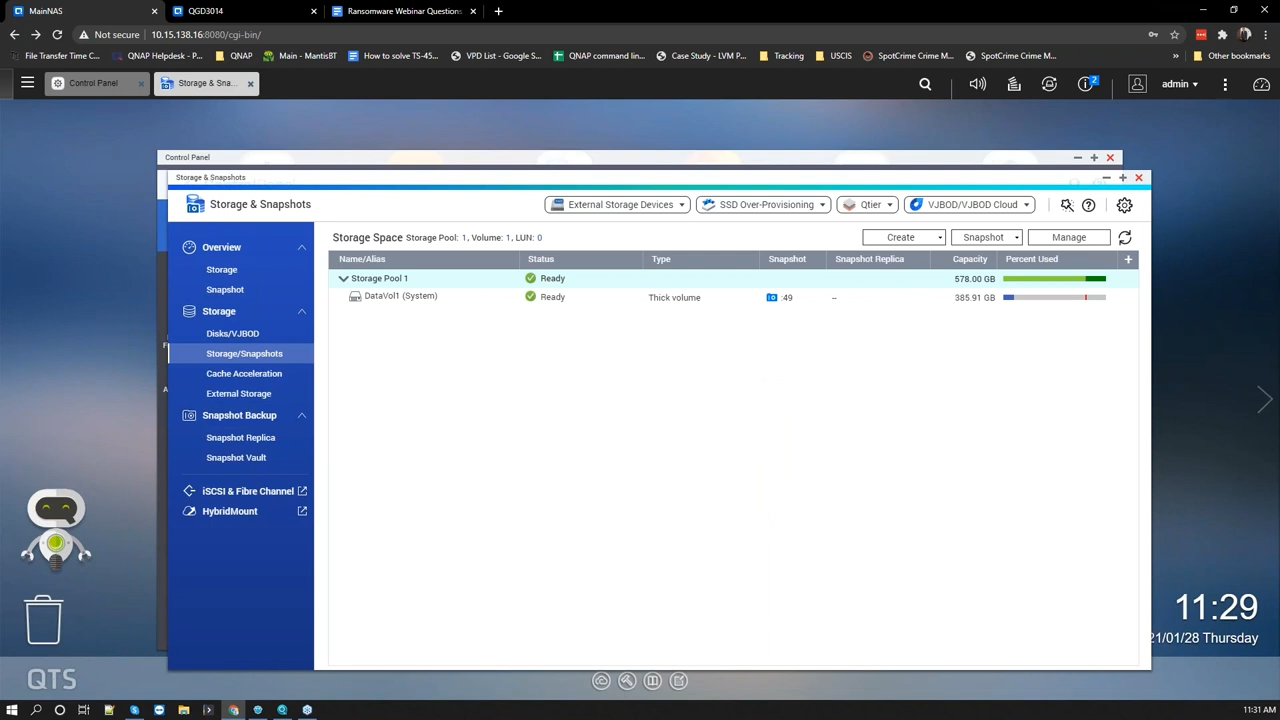 MainNAS
QGD3014
Ransomware Webinar Questions
Not secure
10.15.138.16:8080/cgi-bin/
File Transfer Time C...
QNAP Helpdesk - P...
QNAP
Main - MantisBT
How to solve TS-45...
VPD List - Google S...
QNAP command lin...
Case Study - LVM P...
Tracking
USCIS
SpotCrime Crime M...
SpotCrime Crime M...
»
Other bookmarks
Control Panel
Storage & Sna...
2
admin
Control Panel
Storage & Snapshots
Storage & Snapshots
External Storage Devices
SSD Over-Provisioning
Qtier
VJBOD/VJBOD Cloud
Overview
Storage
Snapshot
Storage
Disks/VJBOD
Storage/Snapshots
Cache Acceleration
External Storage
Snapshot Backup
Snapshot Replica
Snapshot Vault
iSCSI & Fibre Channel
HybridMount
Storage Space Storage Pool: 1, Volume: 1, LUN: 0
Create
Snapshot
Manage
Name/Alias Status Type Snapshot Snapshot Replica Capacity Percent Used
Storage Pool 1 Ready 578.00 GB
DataVol1 (System) Ready Thick volume :49 -- 385.91 GB
11:29
21/01/28 Thursday
QTS
11:31 AM